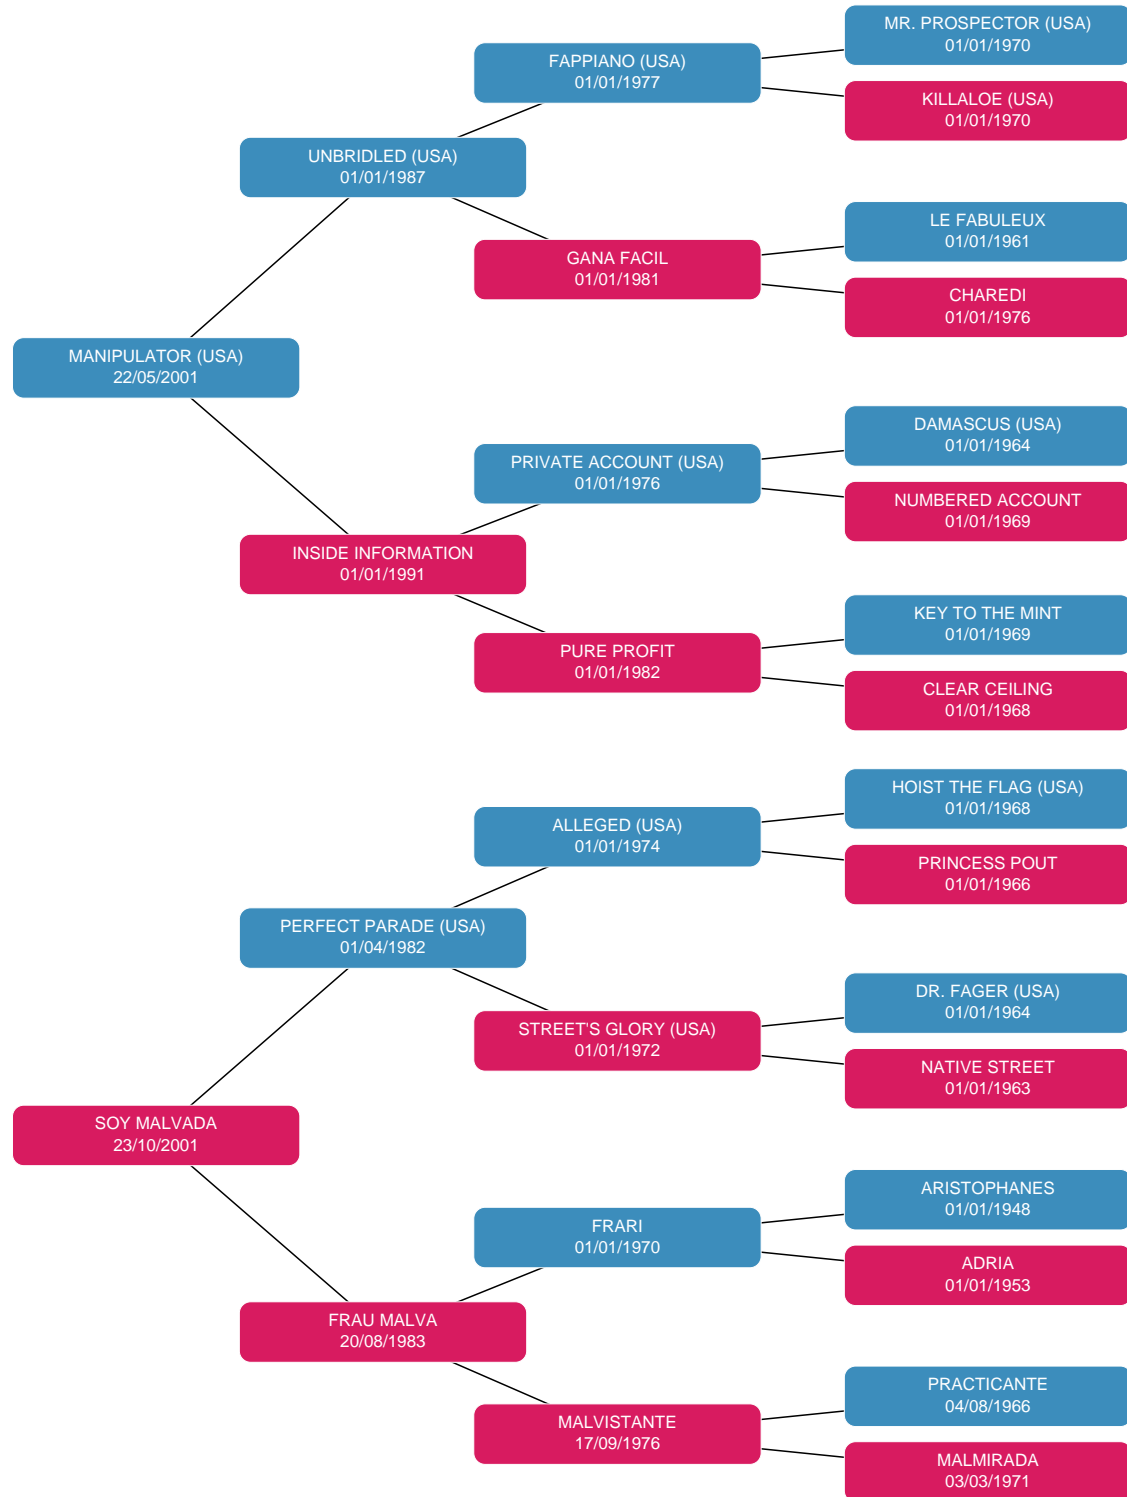 MR. PROSPECTOR (USA)
01/01/1970
FAPPIANO (USA)
01/01/1977
KILLALOE (USA)
01/01/1970
UNBRIDLED (USA)
01/01/1987
LE FABULEUX
01/01/1961
GANA FACIL
01/01/1981
CHAREDI
01/01/1976
MANIPULATOR (USA)
22/05/2001
DAMASCUS (USA)
01/01/1964
PRIVATE ACCOUNT (USA)
01/01/1976
NUMBERED ACCOUNT
01/01/1969
INSIDE INFORMATION
01/01/1991
KEY TO THE MINT
01/01/1969
PURE PROFIT
01/01/1982
CLEAR CEILING
01/01/1968
HOIST THE FLAG (USA)
01/01/1968
ALLEGED (USA)
01/01/1974
PRINCESS POUT
01/01/1966
PERFECT PARADE (USA)
01/04/1982
DR. FAGER (USA)
01/01/1964
STREET'S GLORY (USA)
01/01/1972
NATIVE STREET
01/01/1963
SOY MALVADA
23/10/2001
ARISTOPHANES
01/01/1948
FRARI
01/01/1970
ADRIA
01/01/1953
FRAU MALVA
20/08/1983
PRACTICANTE
04/08/1966
MALVISTANTE
17/09/1976
MALMIRADA
03/03/1971